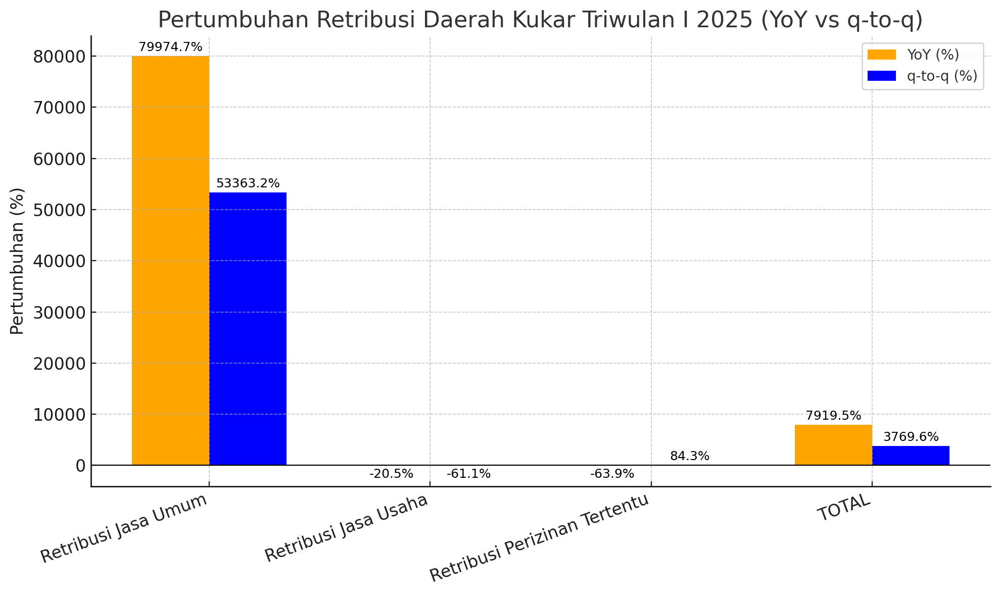 Pertumbuhan Retribusi Daerah Kukar Triwulan I 2025 (YoY vs q-to-q)
YoY (%)
q-to-q (%)
Pertumbuhan (%)
80000
70000
60000
50000
40000
30000
20000
10000
0
79974.7%
53363.2%
-20.5%
-61.1%
-63.9%
84.3%
7919.5%
3769.6%
Retribusi Jasa Umum
Retribusi Jasa Usaha
Retribusi Perizinan Tertentu
TOTAL